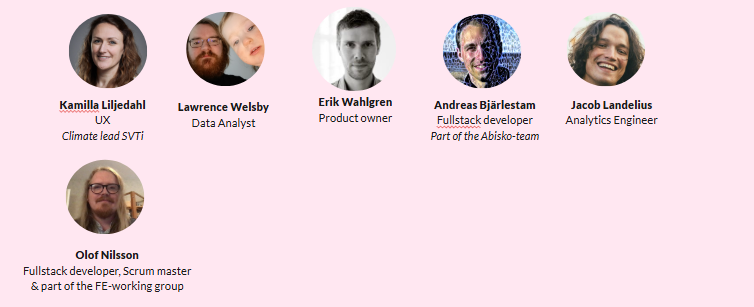 Kamilla Liljedahl
UX
Climate lead SVTi
Lawrence Welsby
Data Analyst
Erik Wahlgren
Product owner
Andreas Bjärlestam
Fullstack developer
Part of the Abisko-team
Jacob Landelius
Analytics Engineer
Olof Nilsson
Fullstack developer, Scrum master
& part of the FE-working group